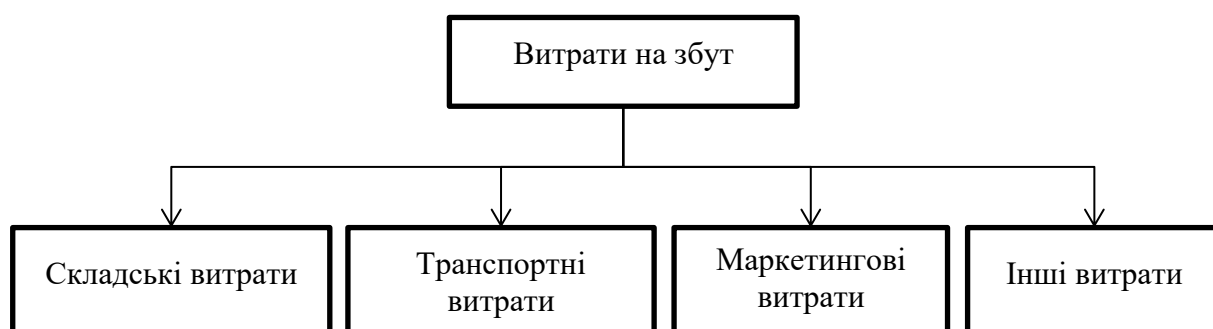 Витрати на збут
Складські витрати
Транспортні
витрати
Маркетингові
витрати
Інші витрати